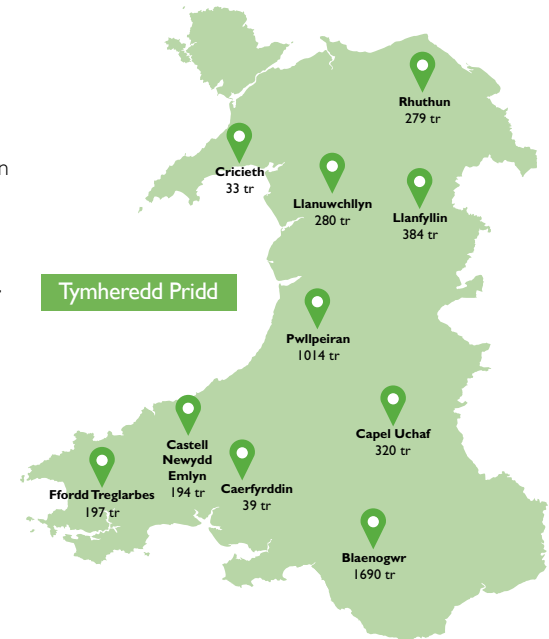 Rhuthun
279 tr
n
Cricieth
33 tr
Llanuwchllyn
280 tr
Llanfyllin
384 tr
Tymheredd Pridd
Pwllpeiran
1014 tr
Capel Uchaf
320 tr
Castell
Newydd
Emlyn
194 tr
Ffordd Treglarbes
197 tr
Caerfyrddin
39 tr
Blaenogwr
1690 tr